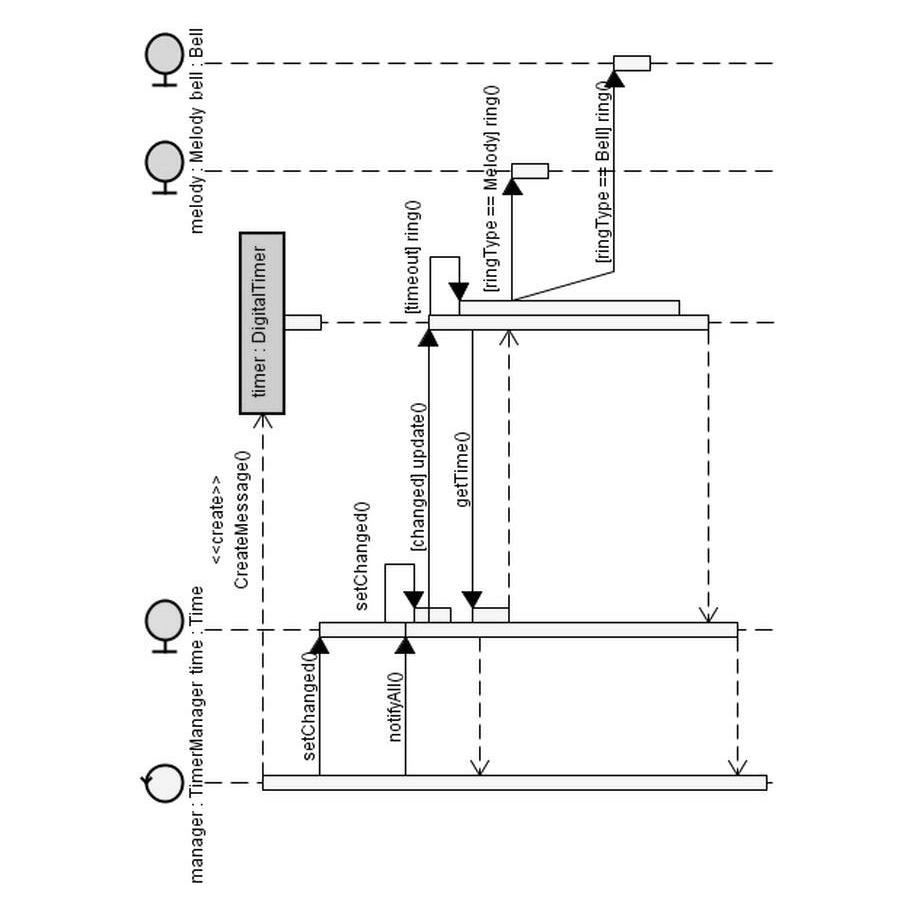 manager : TimerManager
time : Time
timer : DigitalTimer
melody : Melody
bell : Bell
<<create>>
CreateMessage()
setChanged()
setChanged()
notifyAll()
[changed] update()
[timeout] ring()
getTime()
[ringType == Melody] ring()
[ringType == Bell] ring()